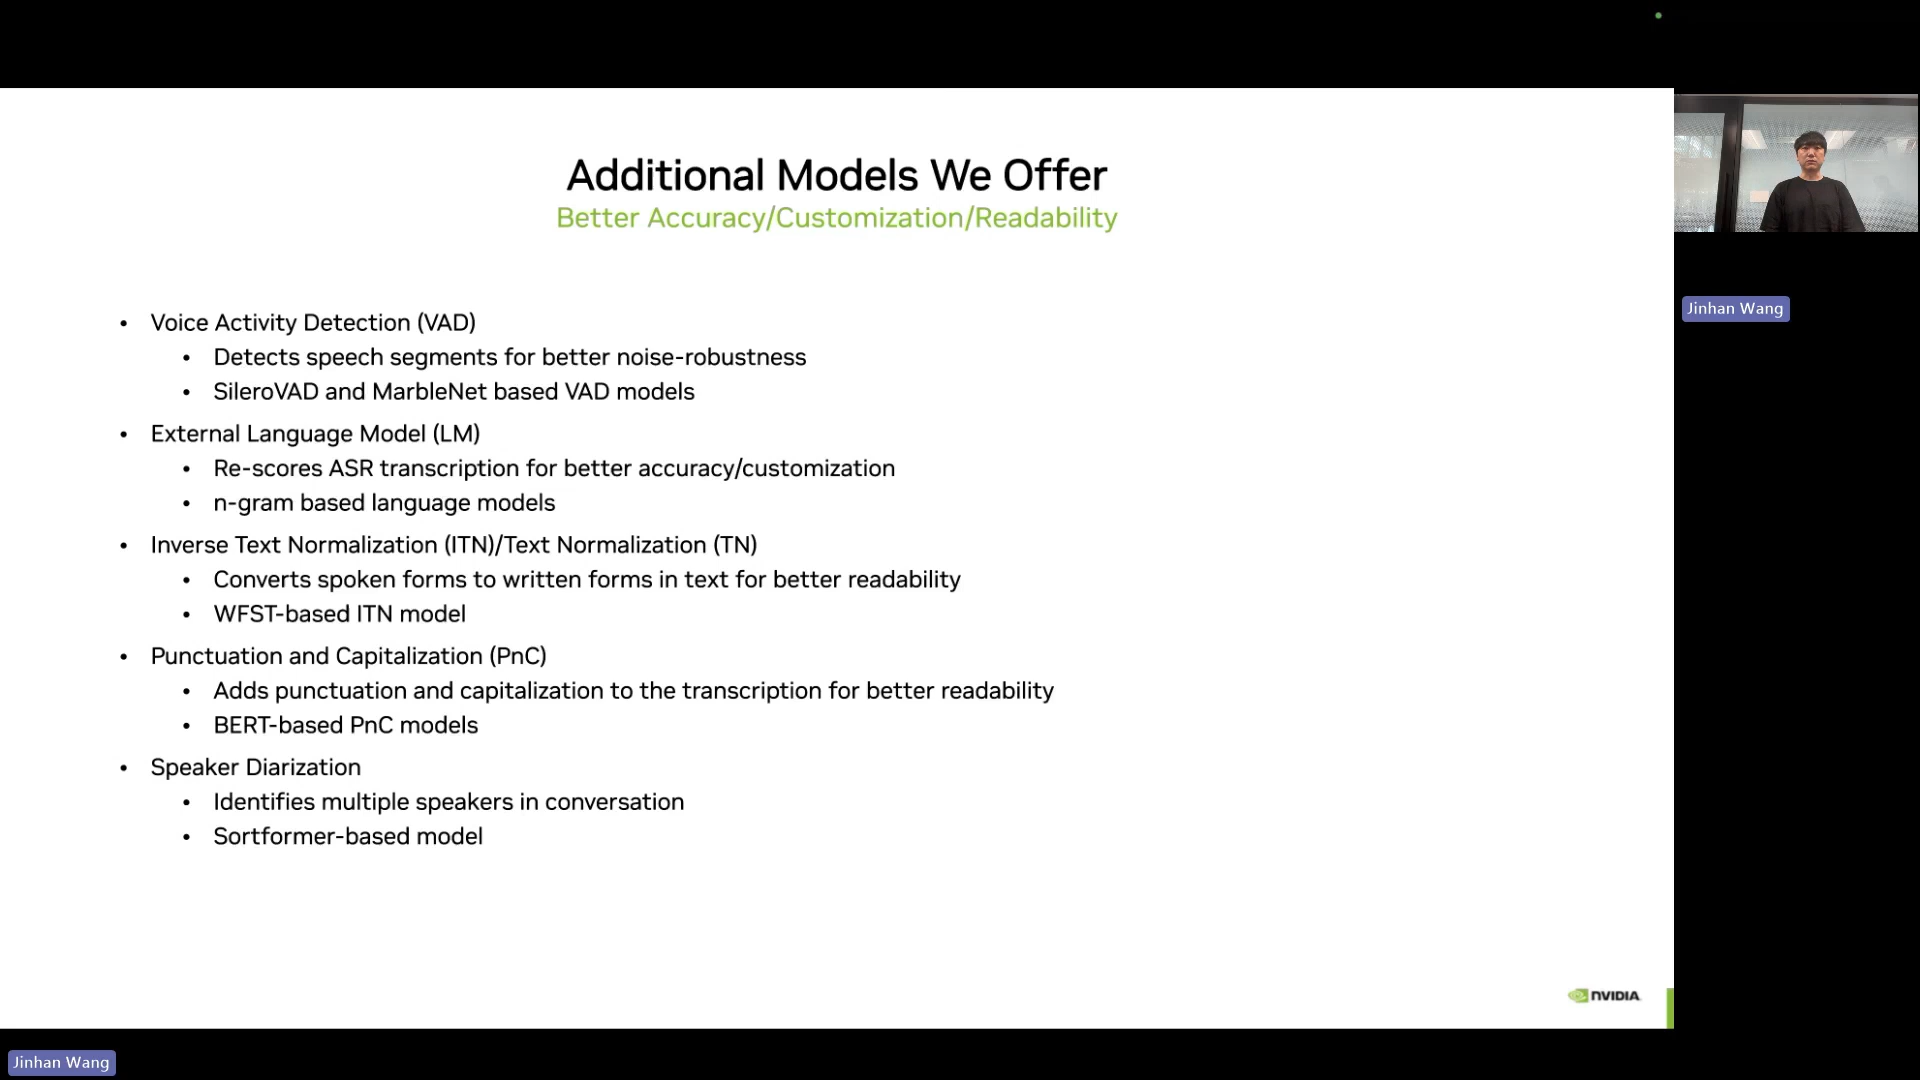 Additional Models We Offer
Better Accuracy/Customization/Readability
• Voice Activity Detection (VAD)
• Detects speech segments for better noise-robustness
• SileroVAD and MarbleNet based VAD models
• External Language Model (LM)
• Re-scores ASR transcription for better accuracy/customization
• n-gram based language models
• Inverse Text Normalization (ITN)/Text Normalization (TN)
• Converts spoken forms to written forms in text for better readability
• WFST-based ITN model
• Punctuation and Capitalization (PnC)
• Adds punctuation and capitalization to the transcription for better readability
• BERT-based PnC models
• Speaker Diarization
• Identifies multiple speakers in conversation
• Sortformer-based model
NVIDIA
Jinhan Wang
Jinhan Wang